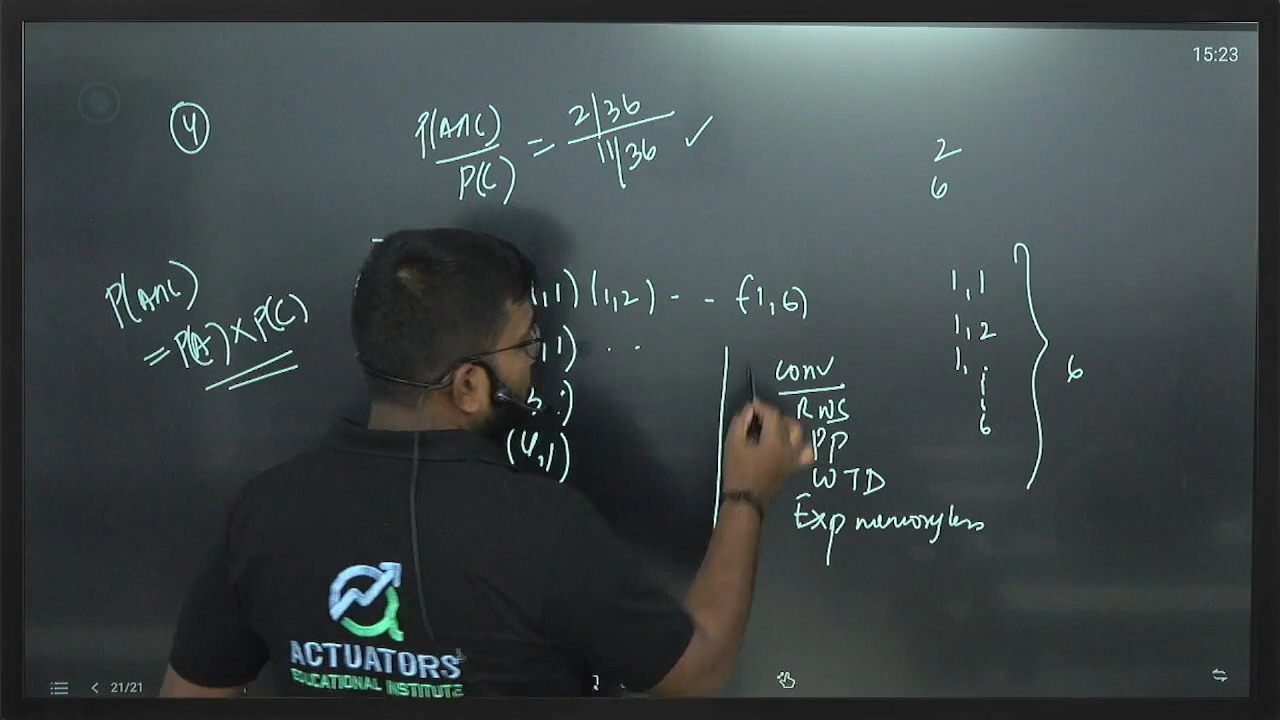 15:23
4
P(A∩C)
P(C)
= 2/36
11/36 ✓
2
6
P(A∩C)
= P(A) × P(C)
,1) (1,2) - - (1,6)
,1) ...
(4,1)
conv
RWS
PP
WTD
Exp memoryless
1,1
1,2
1,
6
6
ACTUATORS
EDUCATIONAL INSTITUTE
21/21